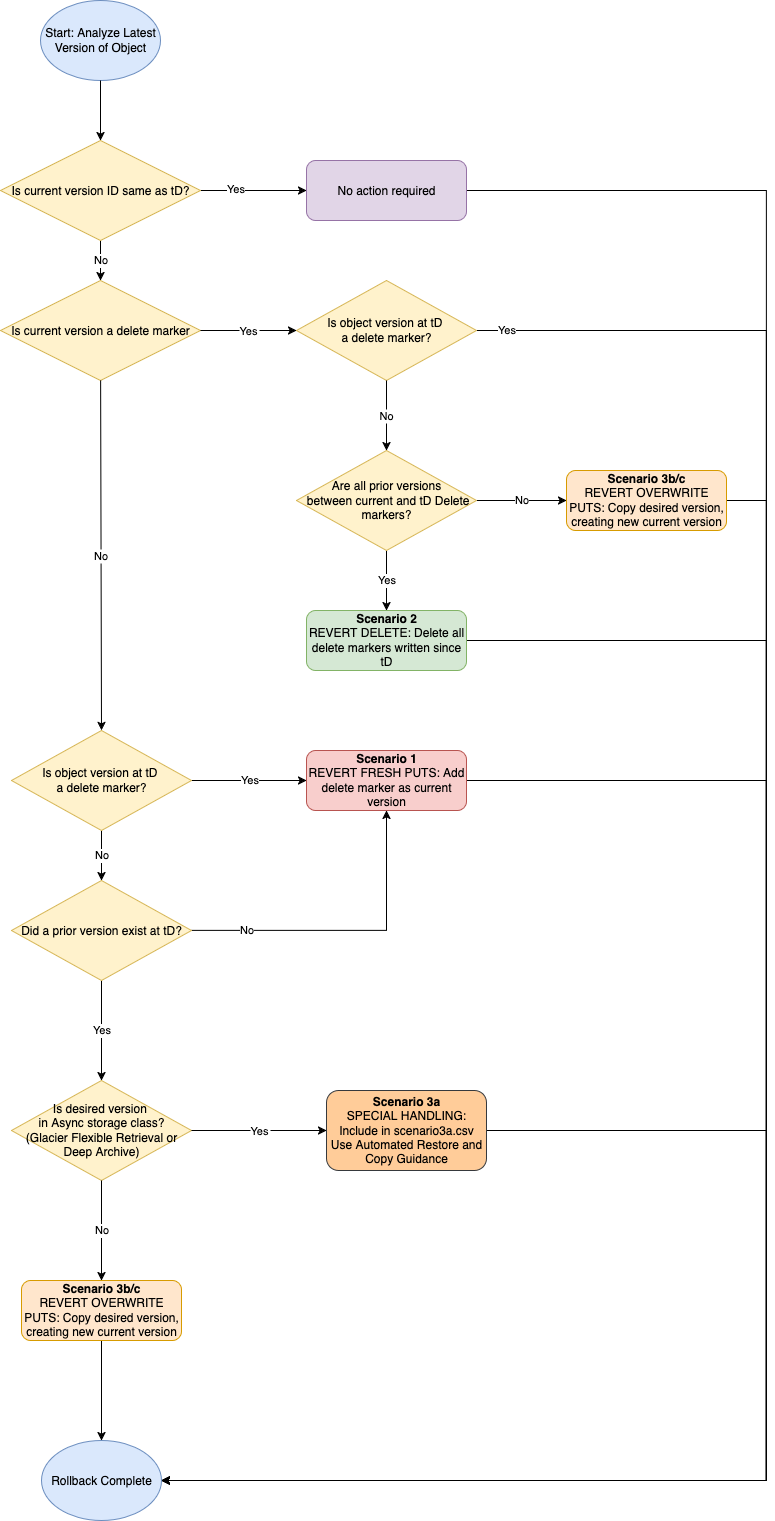 Start: Analyze Latest
Version of Object
Is current version ID same as tD?
Yes
No action required
No
Is current version a delete marker
Yes
Is object version at tD
a delete marker?
Yes
No
Are all prior versions
between current and tD Delete
markers?
No
Scenario 3b/c
REVERT OVERWRITE
PUTS: Copy desired version,
creating new current version
No
Yes
Scenario 2
REVERT DELETE: Delete all
delete markers written since
tD
Is object version at tD
a delete marker?
Yes
Scenario 1
REVERT FRESH PUTS: Add
delete marker as current
version
No
Did a prior version exist at tD?
No
Yes
Is desired version
in Async storage class?
(Glacier Flexible Retrieval or
Deep Archive)
Yes
Scenario 3a
SPECIAL HANDLING:
Include in scenario3a.csv
Use Automated Restore and
Copy Guidance
No
Scenario 3b/c
REVERT OVERWRITE
PUTS: Copy desired version,
creating new current version
Rollback Complete